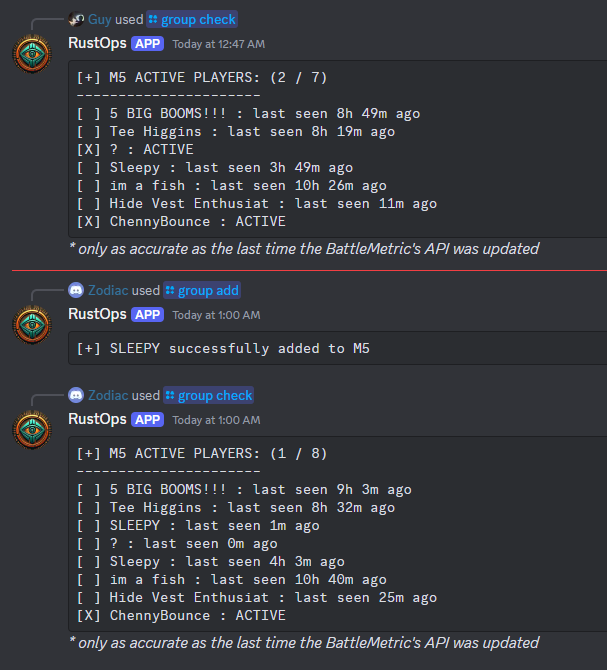 Guy used group check
RustOps APP Today at 12:47 AM
[+] M5 ACTIVE PLAYERS: (2 / 7)
----------------------
[ ] 5 BIG BOOMS!!! : last seen 8h 49m ago
[ ] Tee Higgins : last seen 8h 19m ago
[X] ? : ACTIVE
[ ] Sleepy : last seen 3h 49m ago
[ ] im a fish : last seen 10h 26m ago
[ ] Hide Vest Enthusiat : last seen 11m ago
[X] ChennyBounce : ACTIVE
* only as accurate as the last time the BattleMetric's API was updated
Zodiac used group add
RustOps APP Today at 1:00 AM
[+] SLEEPY successfully added to M5
Zodiac used group check
RustOps APP Today at 1:00 AM
[+] M5 ACTIVE PLAYERS: (1 / 8)
----------------------
[ ] 5 BIG BOOMS!!! : last seen 9h 3m ago
[ ] Tee Higgins : last seen 8h 32m ago
[ ] SLEEPY : last seen 1m ago
[ ] ? : last seen 0m ago
[ ] Sleepy : last seen 4h 3m ago
[ ] im a fish : last seen 10h 40m ago
[ ] Hide Vest Enthusiat : last seen 25m ago
[X] ChennyBounce : ACTIVE
* only as accurate as the last time the BattleMetric's API was updated